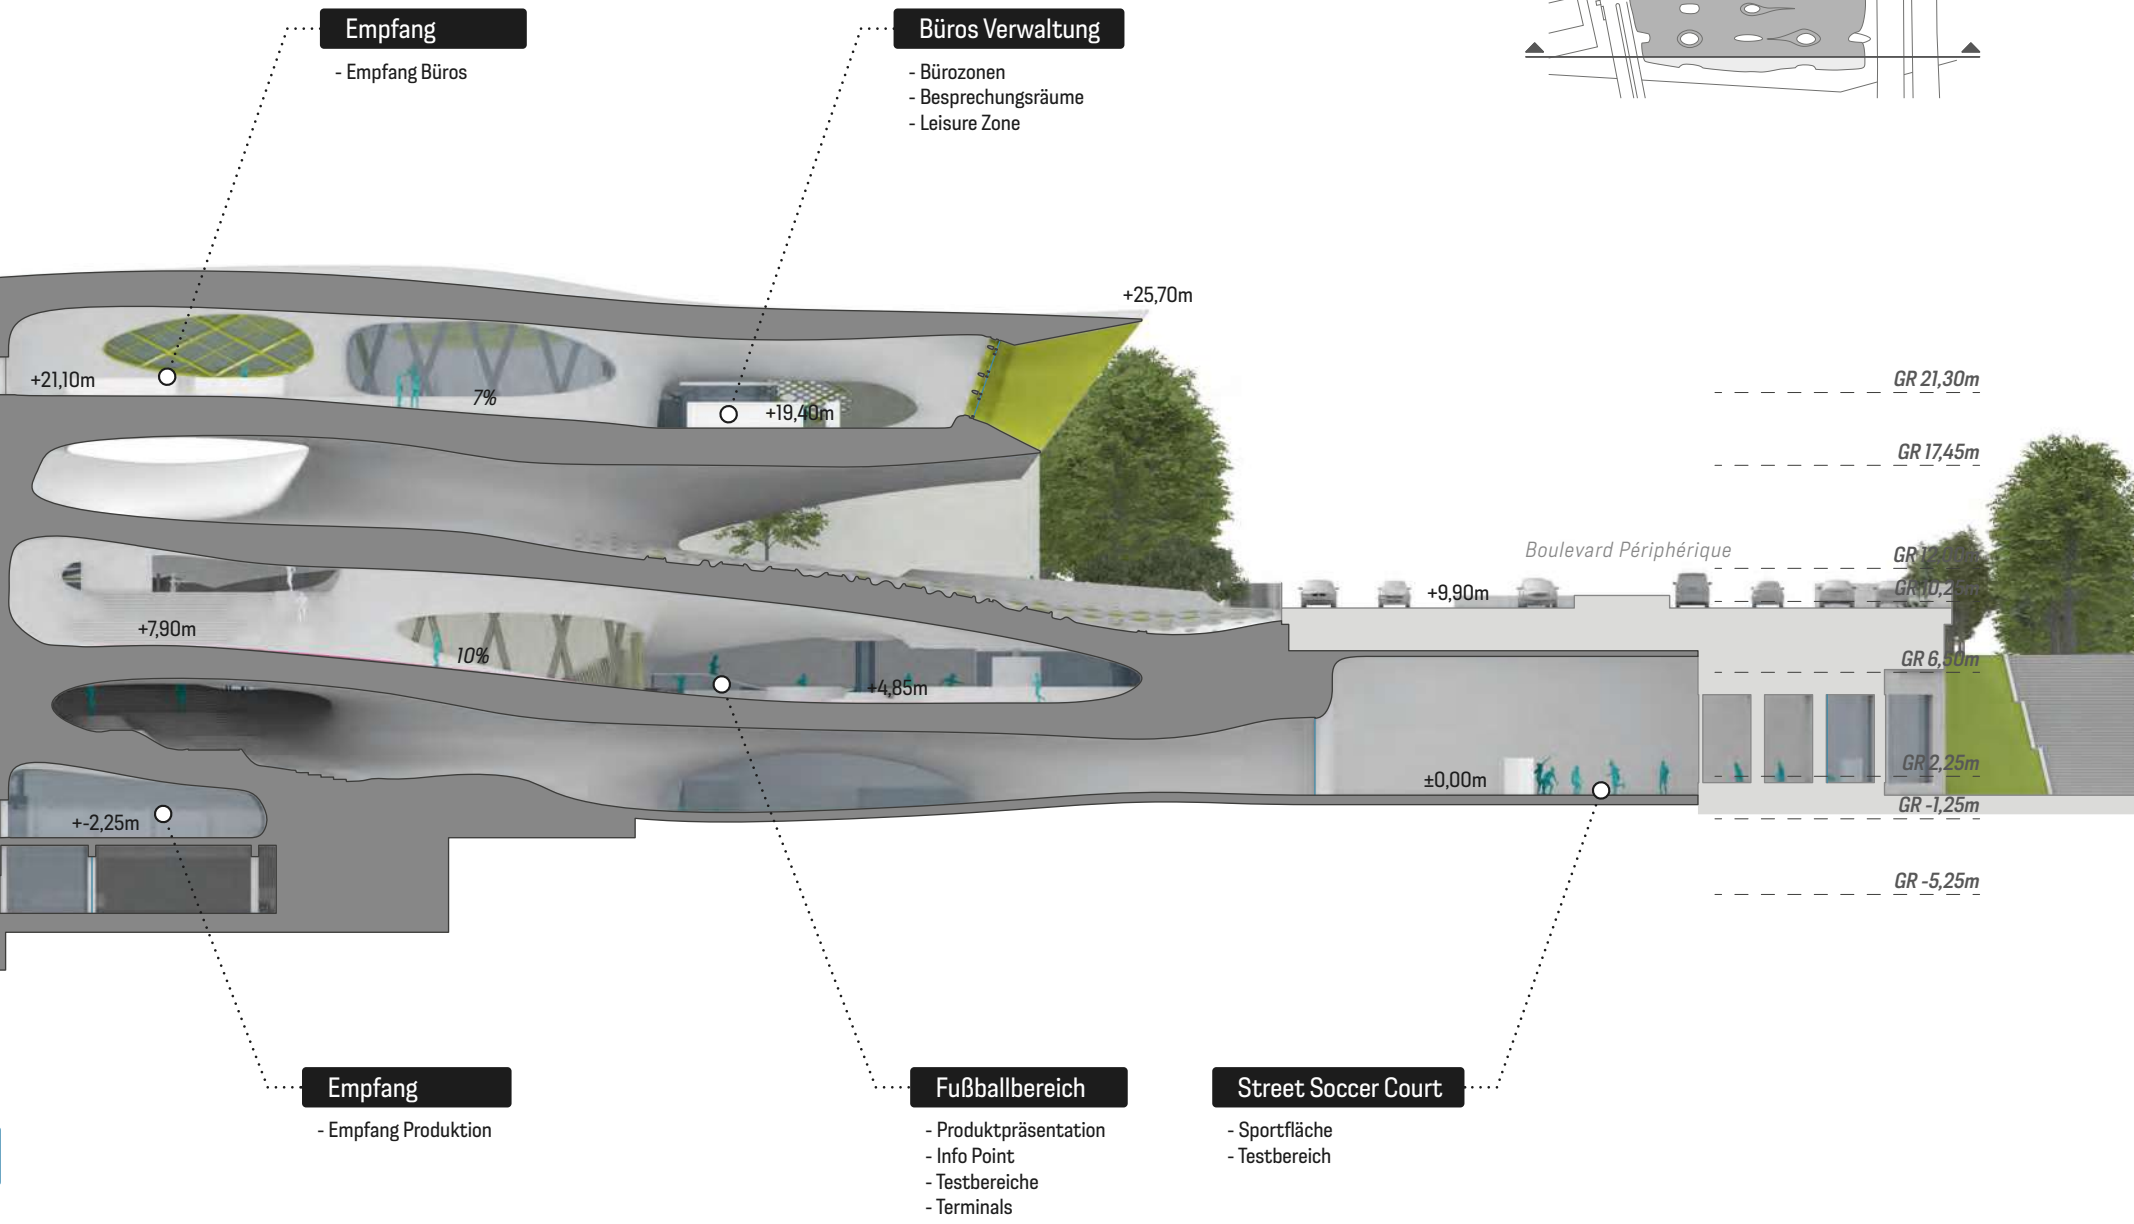 Empfang
- Empfang Büros
Büros Verwaltung
- Bürozonen
- Besprechungsräume
- Leisure Zone
+25,70m
+21,10m
7%
+19,40m
GR 21,30m
GR 17,45m
Boulevard Périphérique
+9,90m
+7,90m
10%
+4,85m
GR 6,50m
±0,00m
GR 2,25m
GR -1,25m
+-2,25m
GR -5,25m
Empfang
- Empfang Produktion
Fußballbereich
- Produktpräsentation
- Info Point
- Testbereiche
- Terminals
Street Soccer Court
- Sportfläche
- Testbereich